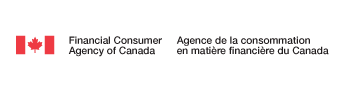 Financial Consumer
Agency of Canada
Agence de la consommation
en matière financière du Canada